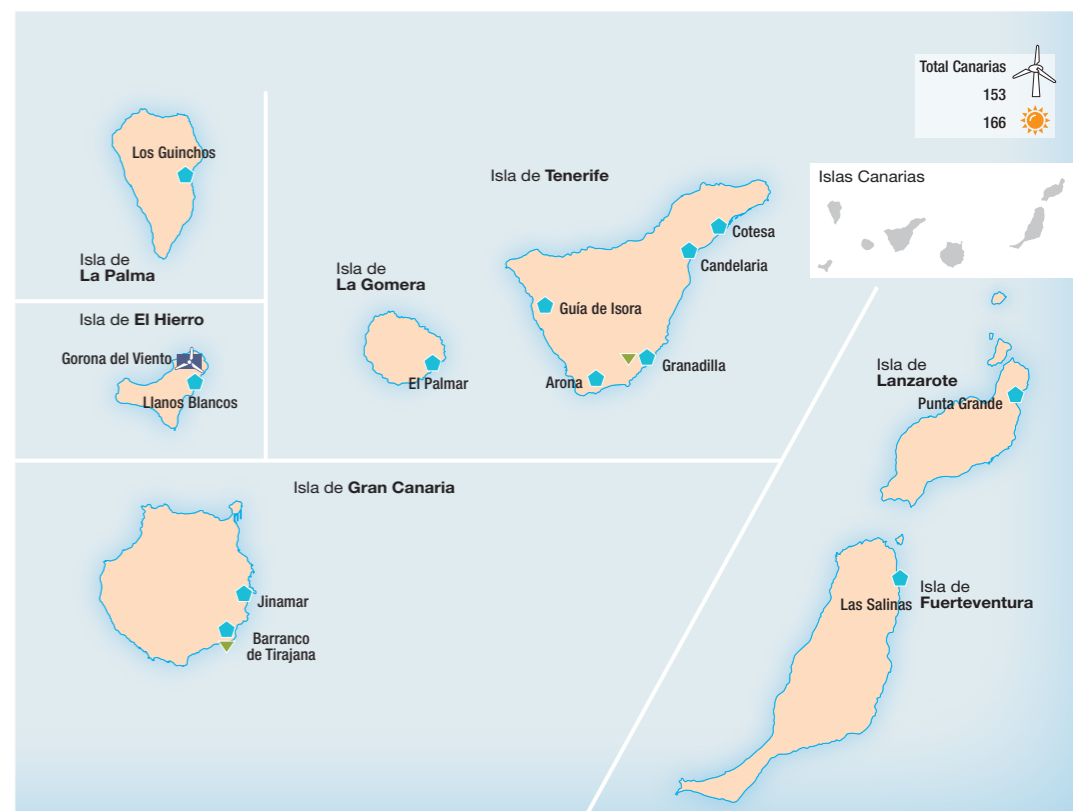 Total Canarias
153
166
Islas Canarias
Los Guinchos
Isla de
La Palma
Isla de Tenerife
Cotesa
Candelaria
Guía de Isora
Granadilla
Arona
Isla de
La Gomera
El Palmar
Isla de El Hierro
Gorona del Viento
Llanos Blancos
Isla de
Lanzarote
Punta Grande
Isla de Gran Canaria
Jinamar
Barranco
de Tirajana
Las Salinas
Isla de
Fuerteventura